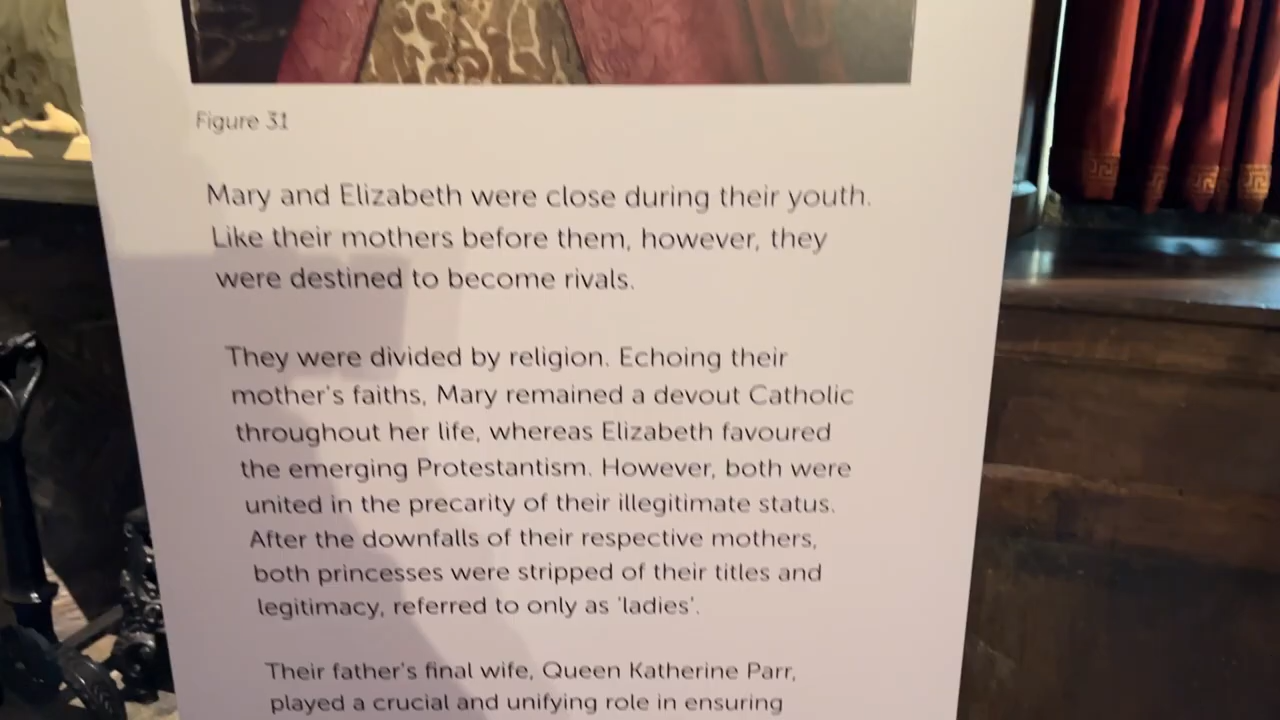 Figure 31
Mary and Elizabeth were close during their youth.
Like their mothers before them, however, they
were destined to become rivals.
They were divided by religion. Echoing their
mother's faiths, Mary remained a devout Catholic
throughout her life, whereas Elizabeth favoured
the emerging Protestantism. However, both were
united in the precarity of their illegitimate status.
After the downfalls of their respective mothers,
both princesses were stripped of their titles and
legitimacy, referred to only as 'ladies'.
Their father's final wife, Queen Katherine Parr,
played a crucial and unifying role in ensuring